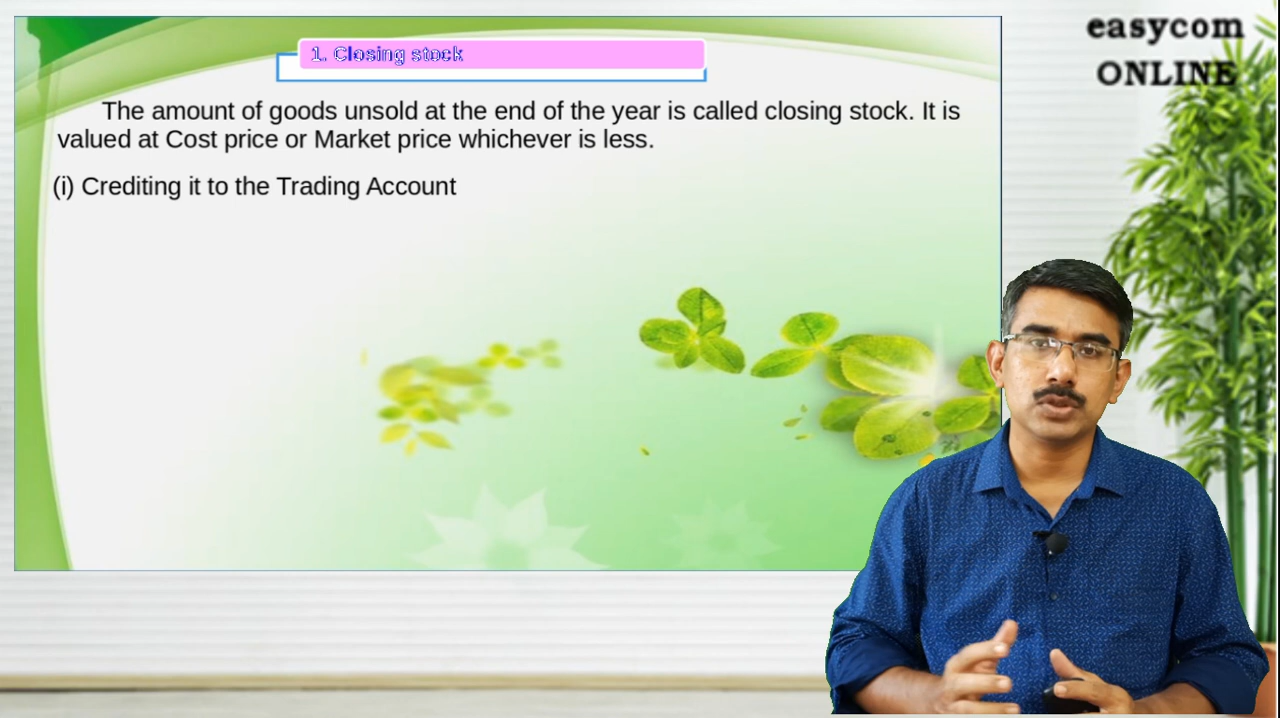 easycom
ONLINE
1. Closing stock
The amount of goods unsold at the end of the year is called closing stock. It is
valued at Cost price or Market price whichever is less.
(i) Crediting it to the Trading Account